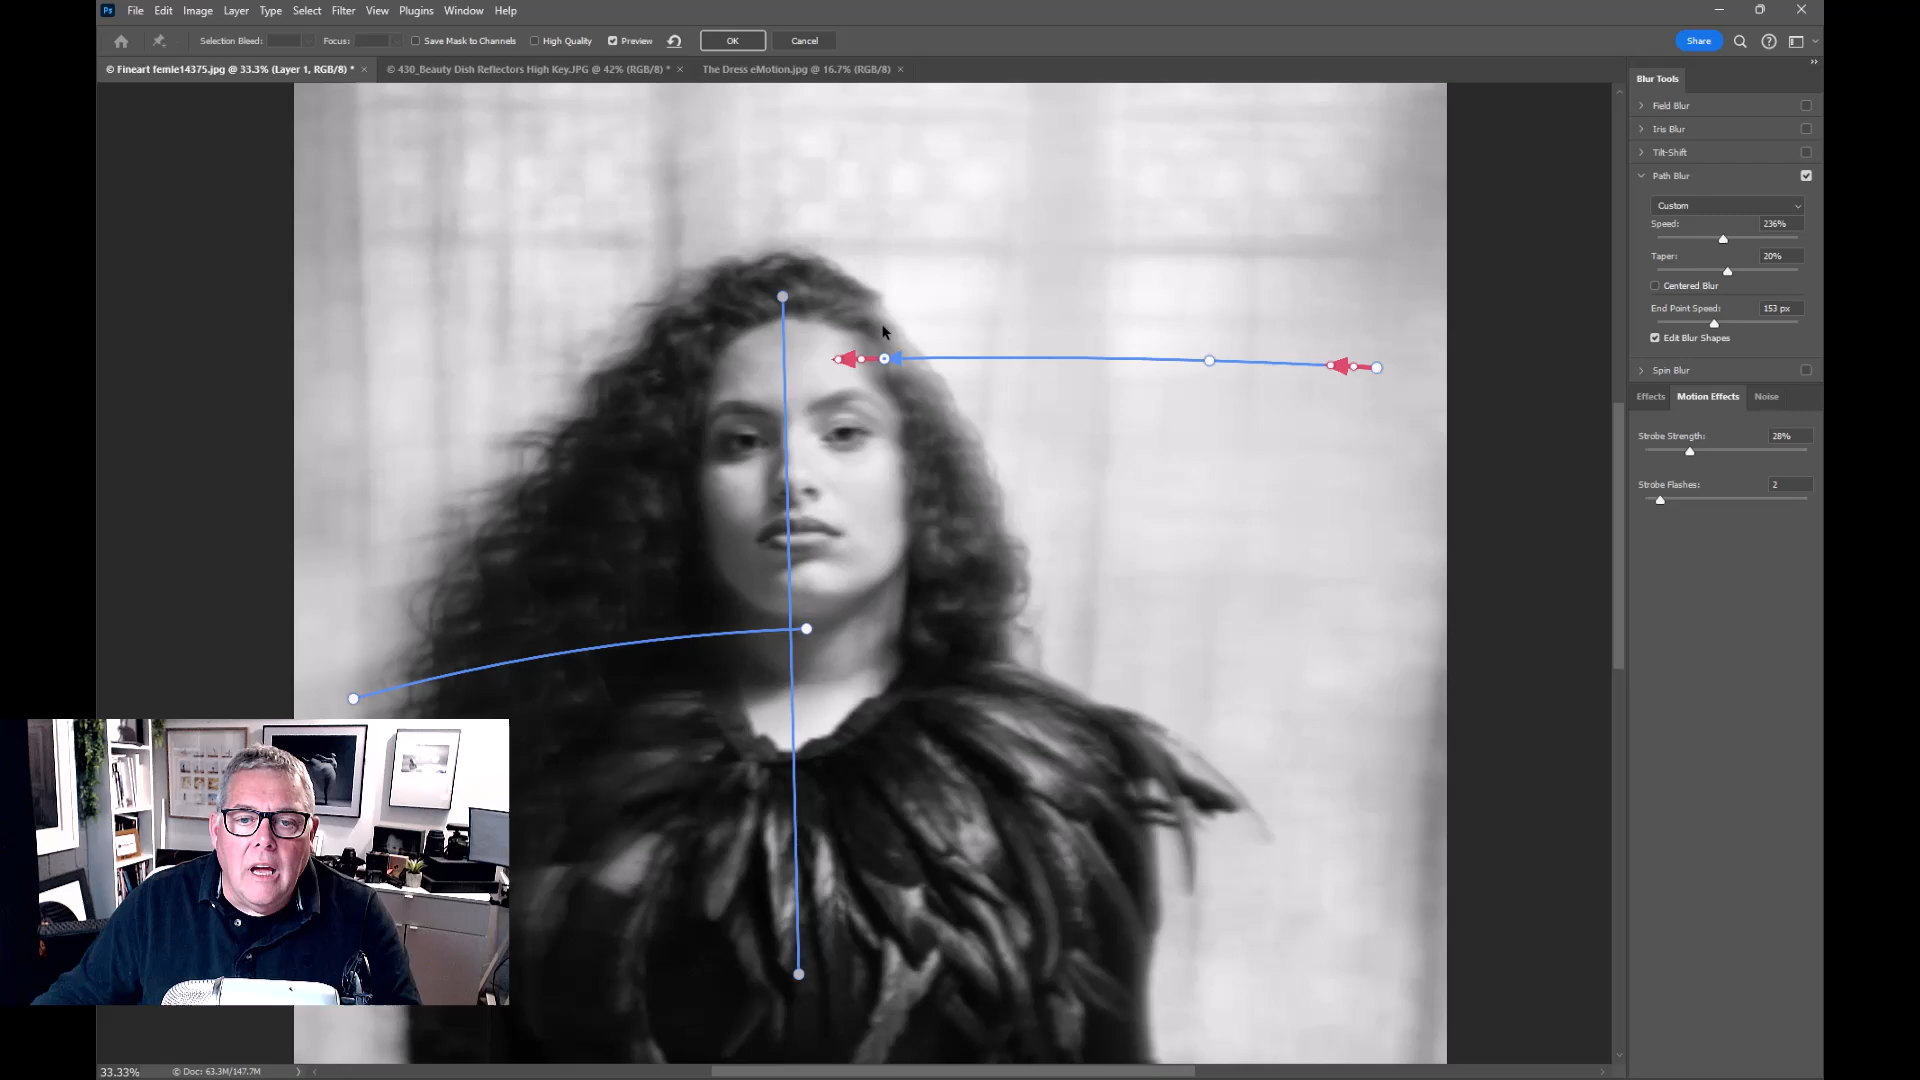 Ps File Edit Image Layer Type Select Filter View Plugins Window Help
Selection Bleed: Focus: Save Mask to Channels High Quality Preview OK Cancel Share
© Fineart femle14375.jpg @ 33.3% (Layer 1, RGB/8) * × © 430_Beauty Dish Reflectors High Key.JPG @ 42% (RGB/8) * × The Dress eMotion.jpg @ 16.7% (RGB/8) ×
Blur Tools
Field Blur
Iris Blur
Tilt-Shift
Path Blur
Custom
Speed: 236%
Taper: 20%
Centered Blur
End Point Speed: 153 px
Edit Blur Shapes
Spin Blur
Effects Motion Effects Noise
Strobe Strength: 28%
Strobe Flashes: 2
33.33% © Doc: 63.3M/147.7M